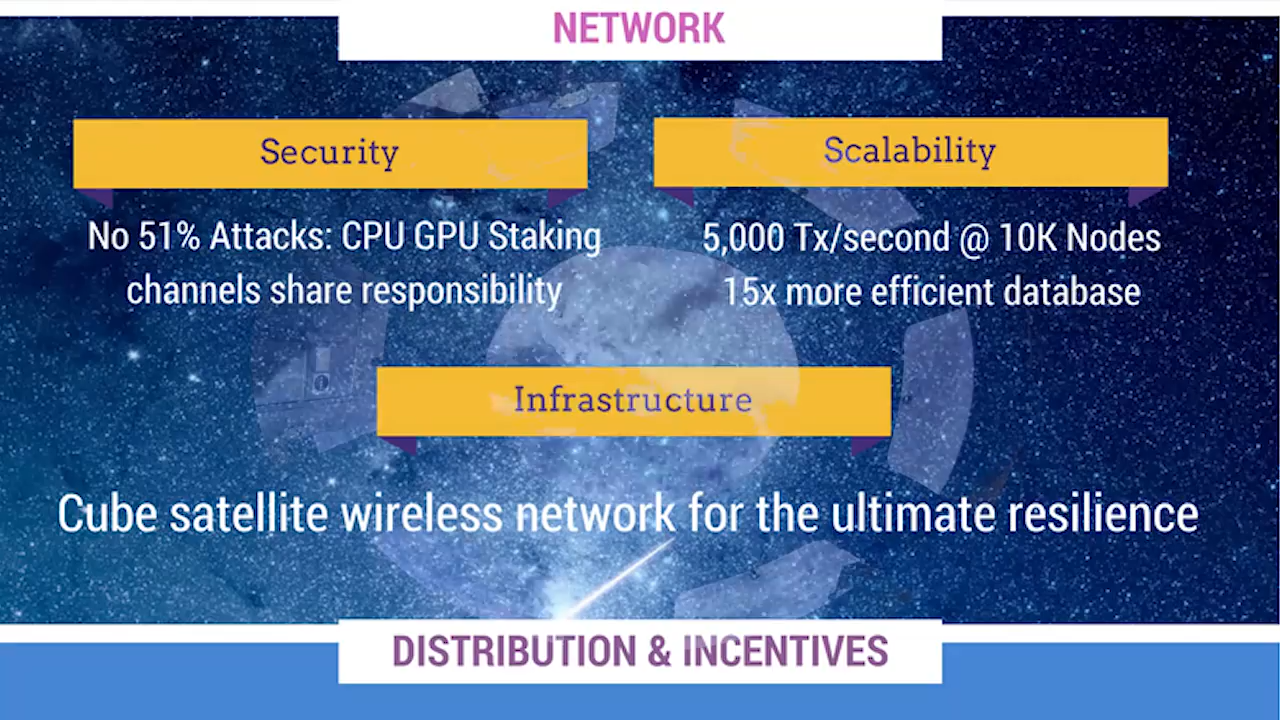 NETWORK
Security
Scalability
No 51% Attacks: CPU GPU Staking
channels share responsibility
5,000 Tx/second @ 10K Nodes
15x more efficient database
Infrastructure
Cube satellite wireless network for the ultimate resilience
DISTRIBUTION & INCENTIVES